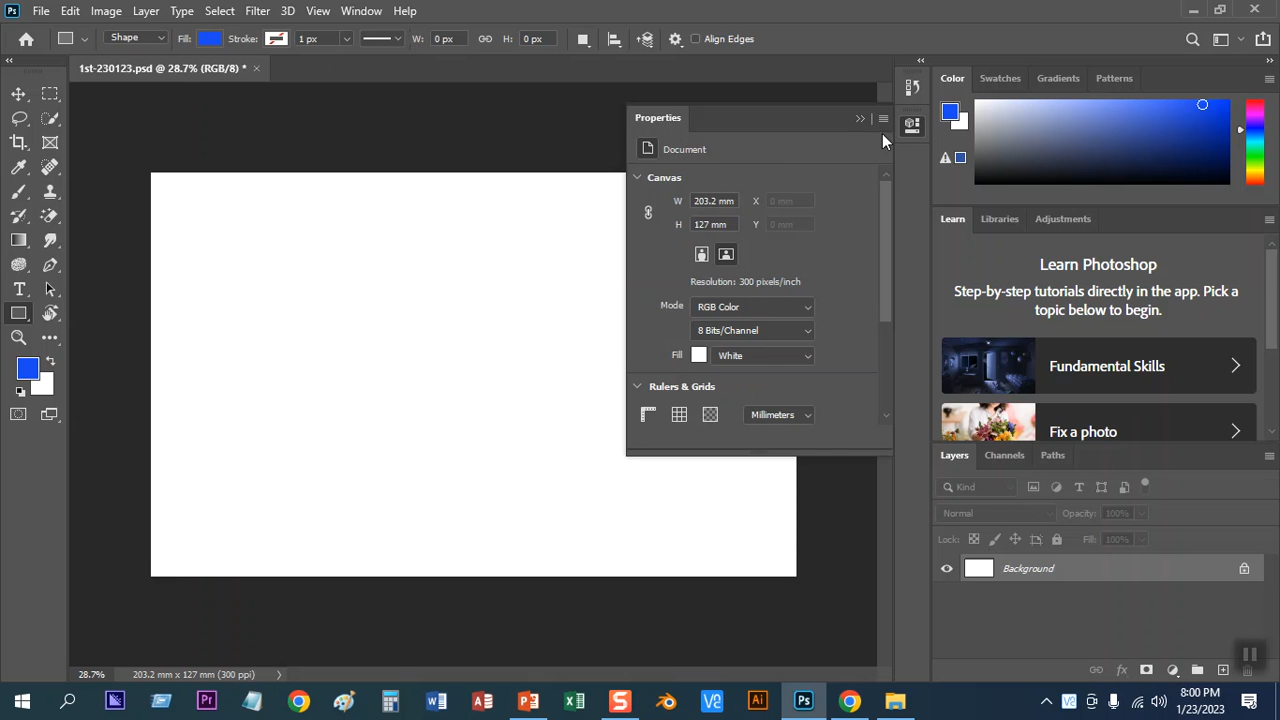 Ps File Edit Image Layer Type Select Filter 3D View Window Help
Shape Fill: Stroke: 1 px W: 0 px H: 0 px Align Edges
1st-230123.psd @ 28.7% (RGB/8) * ×
Properties
Document
Canvas
W 203.2 mm X 0 mm
H 127 mm Y 0 mm
Resolution: 300 pixels/inch
Mode RGB Color
8 Bits/Channel
Fill White
Rulers & Grids
Millimeters
Color Swatches Gradients Patterns
Learn Libraries Adjustments
Learn Photoshop
Step-by-step tutorials directly in the app. Pick a
topic below to begin.
Fundamental Skills
Fix a photo
Layers Channels Paths
Kind
Normal Opacity: 100%
Lock: Fill: 100%
Background
28.7% 203.2 mm x 127 mm (300 ppi)
8:00 PM
1/23/2023